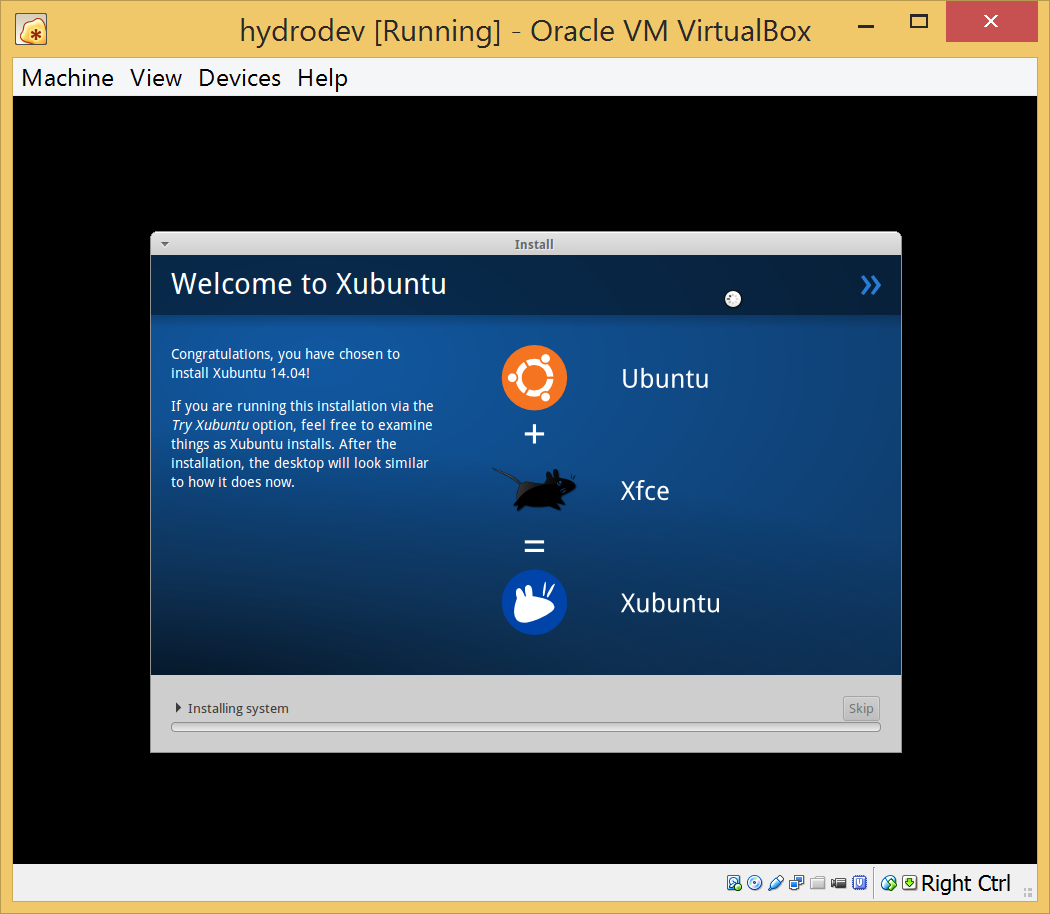 hydrodev [Running] - Oracle VM VirtualBox
Machine View Devices Help
Install
Welcome to Xubuntu
Congratulations, you have chosen to
install Xubuntu 14.04!
If you are running this installation via the
Try Xubuntu option, feel free to examine
things as Xubuntu installs. After the
installation, the desktop will look similar
to how it does now.
Ubuntu
+
Xfce
=
Xubuntu
Installing system
Skip
Right Ctrl